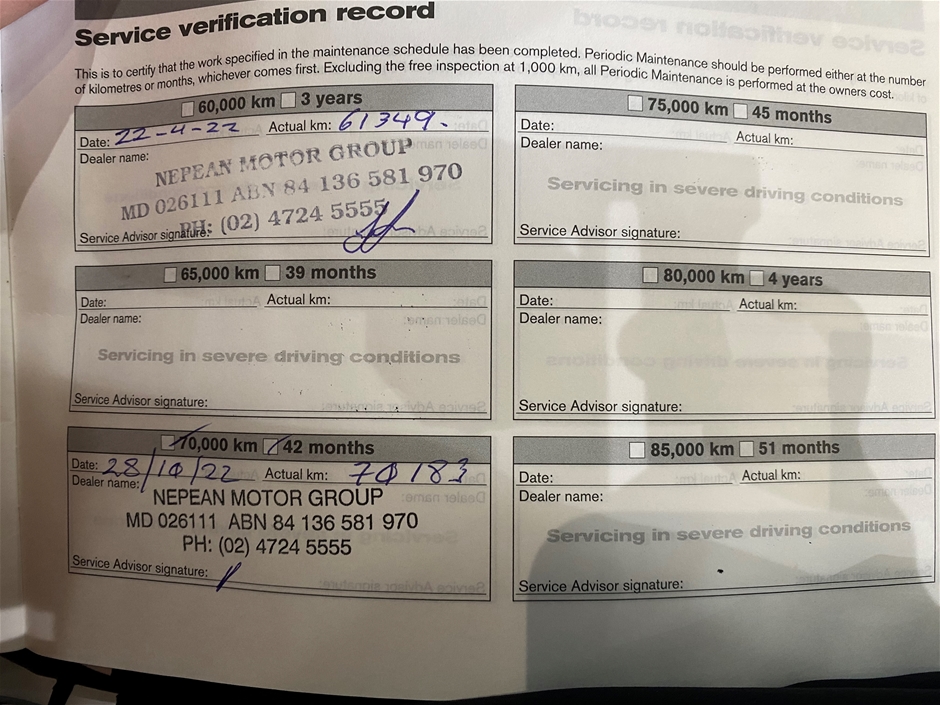 Service verification record
This is to certify that the work specified in the maintenance schedule has been completed. Periodic Maintenance should be performed either at the number
of kilometres or months, whichever comes first. Excluding the free inspection at 1,000 km, all Periodic Maintenance is performed at the owners cost.
60,000 km 3 years
Date: 22-4-22 Actual km: 61349.
Dealer name:
NEPEAN MOTOR GROUP
MD 026111 ABN 84 136 581 970
PH: (02) 4724 5555
Service Advisor signature:
65,000 km 39 months
Date: Actual km:
Dealer name:
Servicing in severe driving conditions
Service Advisor signature:
70,000 km 42 months
Date: 28/10/22 Actual km: 70183
Dealer name:
NEPEAN MOTOR GROUP
MD 026111 ABN 84 136 581 970
PH: (02) 4724 5555
Service Advisor signature:
75,000 km 45 months
Date: Actual km:
Dealer name:
Servicing in severe driving conditions
Service Advisor signature:
80,000 km 4 years
Date: Actual km:
Dealer name:
Service Advisor signature:
85,000 km 51 months
Date: Actual km:
Dealer name:
Servicing in severe driving conditions
Service Advisor signature: